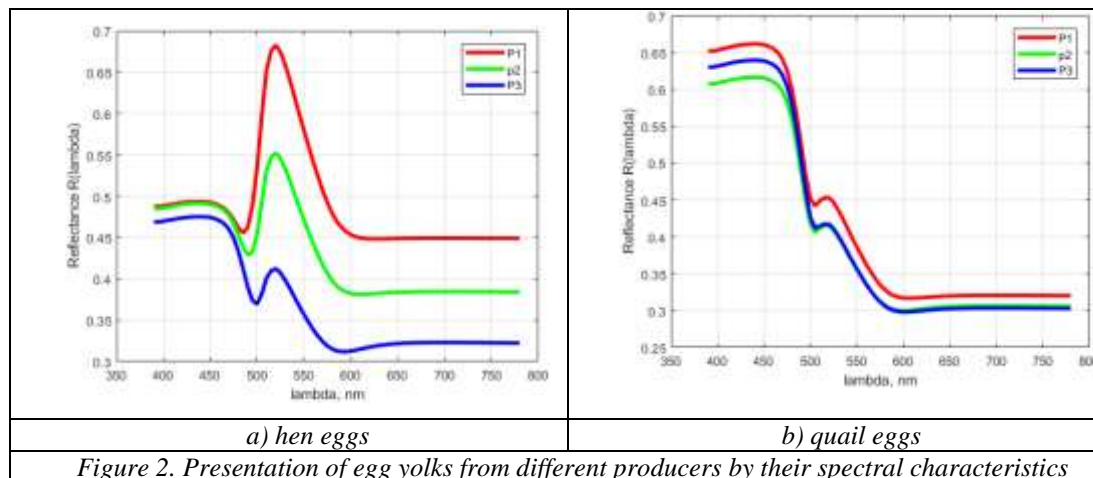 0.7
0.65
0.6
0.55
0.5
0.45
0.4
0.35
0.3
Reflectance R(lambda)
350 400 450 500 550 600 650 700 750 800
lambda, nm
P1
p2
P3
0.7
0.65
0.6
0.55
0.5
0.45
0.4
0.35
0.3
0.25
Reflectance R(lambda)
350 400 450 500 550 600 650 700 750 800
lambda, nm
P1
p2
P3
a) hen eggs
b) quail eggs
Figure 2. Presentation of egg yolks from different producers by their spectral characteristics